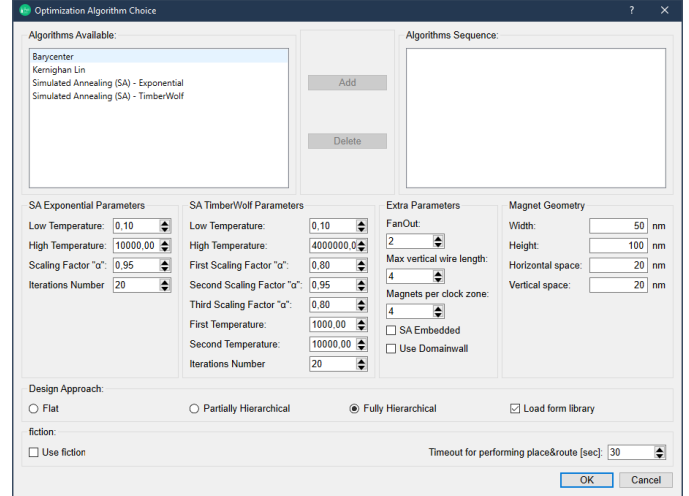 Optimization Algorithm Choice
Algorithms Available:
Barycenter
Kernighan Lin
Simulated Annealing (SA) - Exponential
Simulated Annealing (SA) - TimberWolf
Add
Delete
Algorithms Sequence:
SA Exponential Parameters
Low Temperature: 0,10
High Temperature: 10000,00
Scaling Factor "α": 0,95
Iterations Number 20
SA TimberWolf Parameters
Low Temperature: 0,10
High Temperature: 4000000,0
First Scaling Factor "α": 0,80
Second Scaling Factor "α": 0,95
Third Scaling Factor "α": 0,80
First Temperature: 1000,00
Second Temperature: 10000,00
Iterations Number 20
Extra Parameters
FanOut:
2
Max vertical wire length:
4
Magnets per clock zone:
4
SA Embedded
Use Domainwall
Magnet Geometry
Width: 50 nm
Height: 100 nm
Horizontal space: 20 nm
Vertical space: 20 nm
Design Approach:
Flat Partially Hierarchical Fully Hierarchical Load form library
fiction:
Use fiction Timeout for performing place&route [sec]: 30
OK Cancel